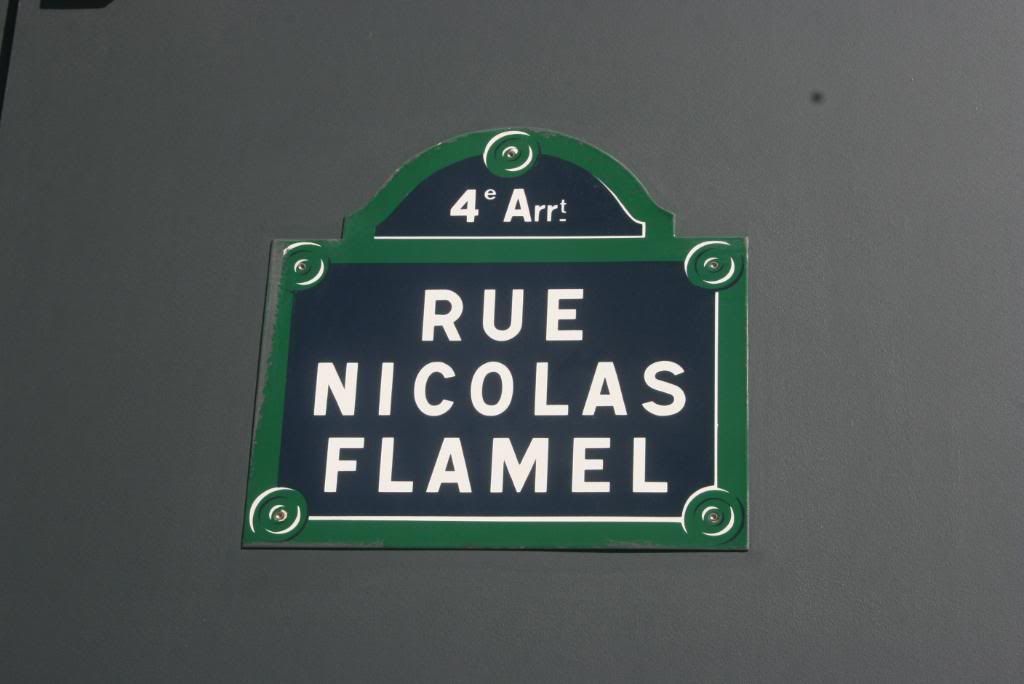 4e Arrt
RUE
NICOLAS
FLAMEL